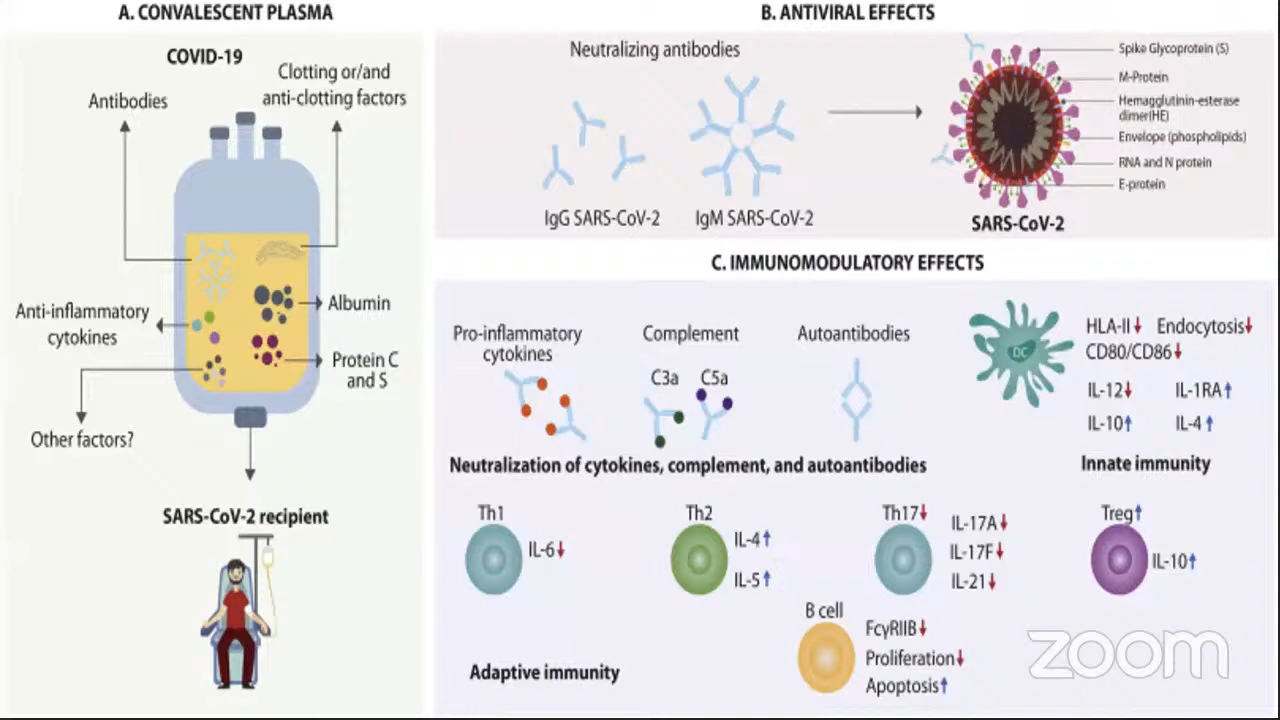 A. CONVALESCENT PLASMA
COVID-19
Antibodies
Clotting or/and
anti-clotting factors
Anti-inflammatory
cytokines
Albumin
Protein C
and S
Other factors?
SARS-CoV-2 recipient
B. ANTIVIRAL EFFECTS
Neutralizing antibodies
IgG SARS-CoV-2
IgM SARS-CoV-2
Spike Glycoprotein (S)
M-Protein
Hemagglutinin-esterase
dimer(HE)
Envelope (phospholipids)
RNA and N protein
E-protein
SARS-CoV-2
C. IMMUNOMODULATORY EFFECTS
Pro-inflammatory
cytokines
Complement
C3a C5a
Autoantibodies
Neutralization of cytokines, complement, and autoantibodies
DC
HLA-II↓ Endocytosis↓
CD80/CD86↓
IL-12↓ IL-1RA↑
IL-10↑ IL-4↑
Innate immunity
Th1
IL-6↓
Th2
IL-4↑
IL-5↑
Th17↓
IL-17A↓
IL-17F↓
IL-21↓
Treg↑
IL-10↑
B cell
FcγRIIB↓
Proliferation↓
Apoptosis↑
Adaptive immunity
zoom